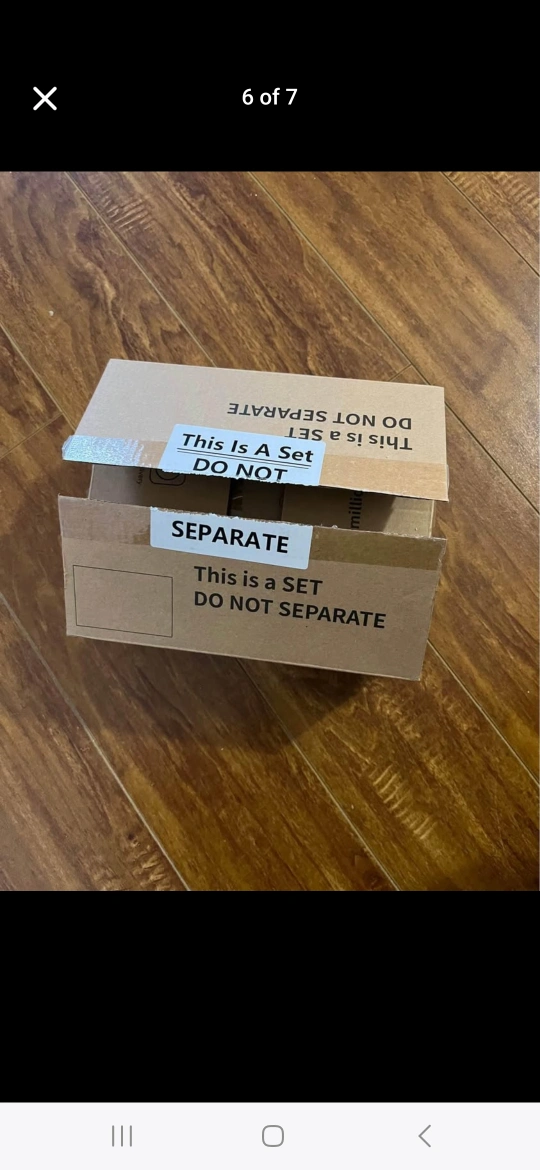 6 of 7
DO NOT SEPARATE
This is a SET
This Is A Set
DO NOT
SEPARATE
This is a SET
DO NOT SEPARATE